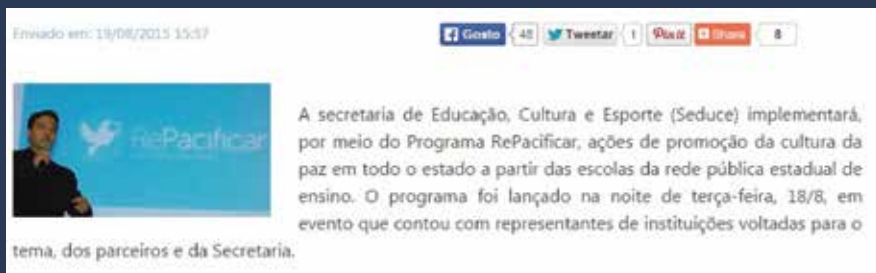 Enviado em: 19/08/2015 15:57
Gosto 48 Tweetar 1 Pin it Share 8
RePacificar
A secretaria de Educação, Cultura e Esporte (Seduce) implementará,
por meio do Programa RePacificar, ações de promoção da cultura da
paz em todo o estado a partir das escolas da rede pública estadual de
ensino. O programa foi lançado na noite de terça-feira, 18/8, em
evento que contou com representantes de instituições voltadas para o
tema, dos parceiros e da Secretaria.